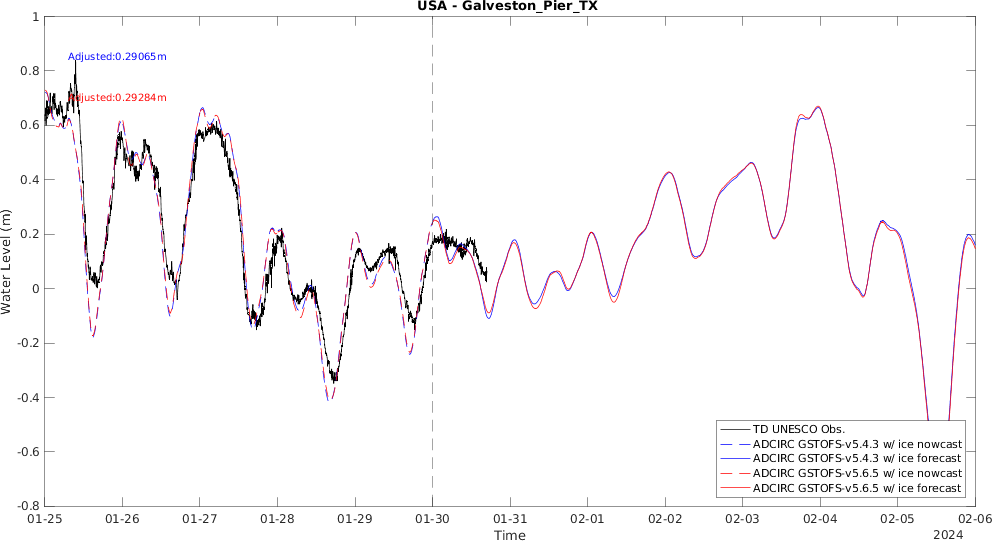 USA - Galveston_Pier_TX
Adjusted:0.29065m
Adjusted:0.29284m
Water Level (m)
1
0.8
0.6
0.4
0.2
0
-0.2
-0.4
-0.6
-0.8
TD UNESCO Obs.
ADCIRC GSTOFS-v5.4.3 w/ ice nowcast
ADCIRC GSTOFS-v5.4.3 w/ ice forecast
ADCIRC GSTOFS-v5.6.5 w/ ice nowcast
ADCIRC GSTOFS-v5.6.5 w/ ice forecast
01-25 01-26 01-27 01-28 01-29 01-30 01-31 02-01 02-02 02-03 02-04 02-05 02-06
Time
2024